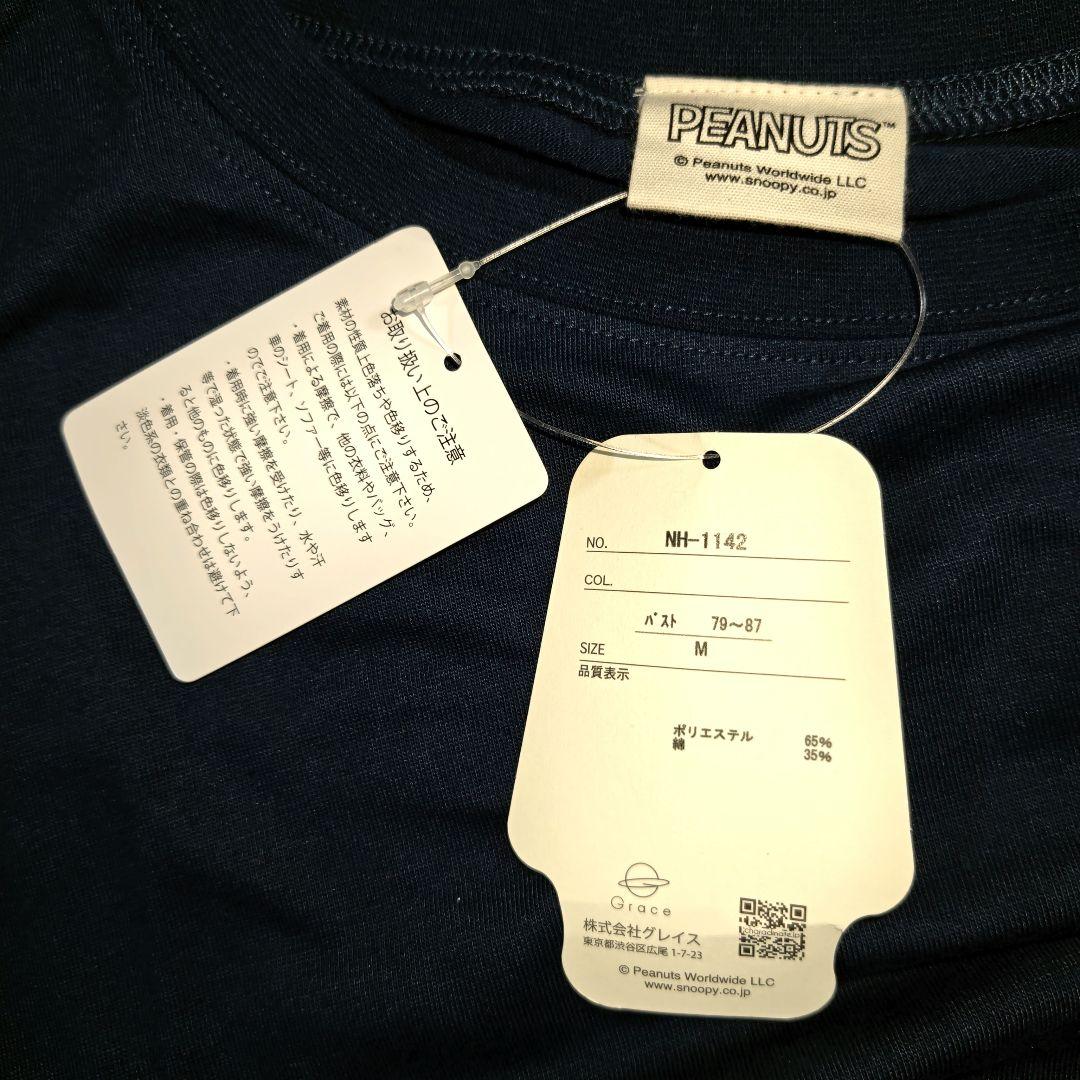 PEANUTS™
© Peanuts Worldwide LLC
www.snoopy.co.jp
お取り扱い上のご注意
素材の性質上色落ちや色移りするため、
ご着用の際には以下の点にご注意下さい。
・着用による摩擦で、他の衣料やバッグ、
車のシート、ソファー等に色移りします
のでご注意下さい。
・着用時に強い摩擦を受けたり、水や汗
等で湿った状態で強い摩擦をうけたりす
ると他のものに色移りします。
・着用・保管の際は色移りしないよう、
淡色系の衣類との重ね合わせは避けて下
さい。
NO. NH-1142
COL.
バスト 79～87
SIZE M
品質表示
ポリエステル 65%
綿 35%
Grace
株式会社グレイス
東京都渋谷区広尾 1-7-23
© Peanuts Worldwide LLC
www.snoopy.co.jp